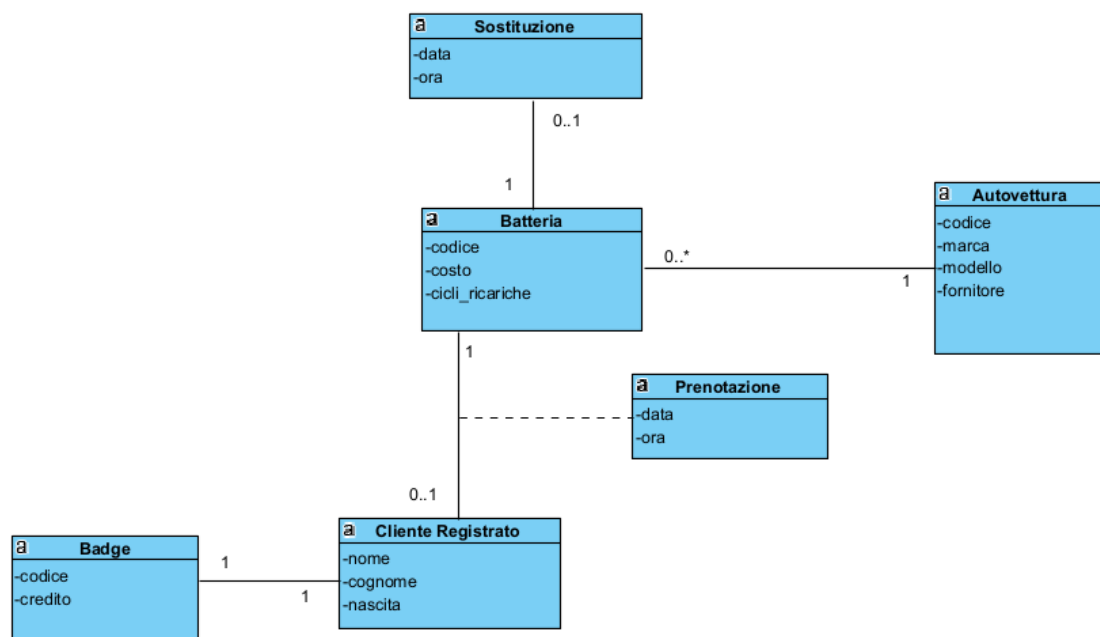 a Sostituzione
-data
-ora
0..1
1
a Batteria
-codice
-costo
-cicli_ricariche
0..*
1
a Autovettura
-codice
-marca
-modello
-fornitore
1
a Prenotazione
-data
-ora
0..1
a Cliente Registrato
-nome
-cognome
-nascita
1
1
a Badge
-codice
-credito